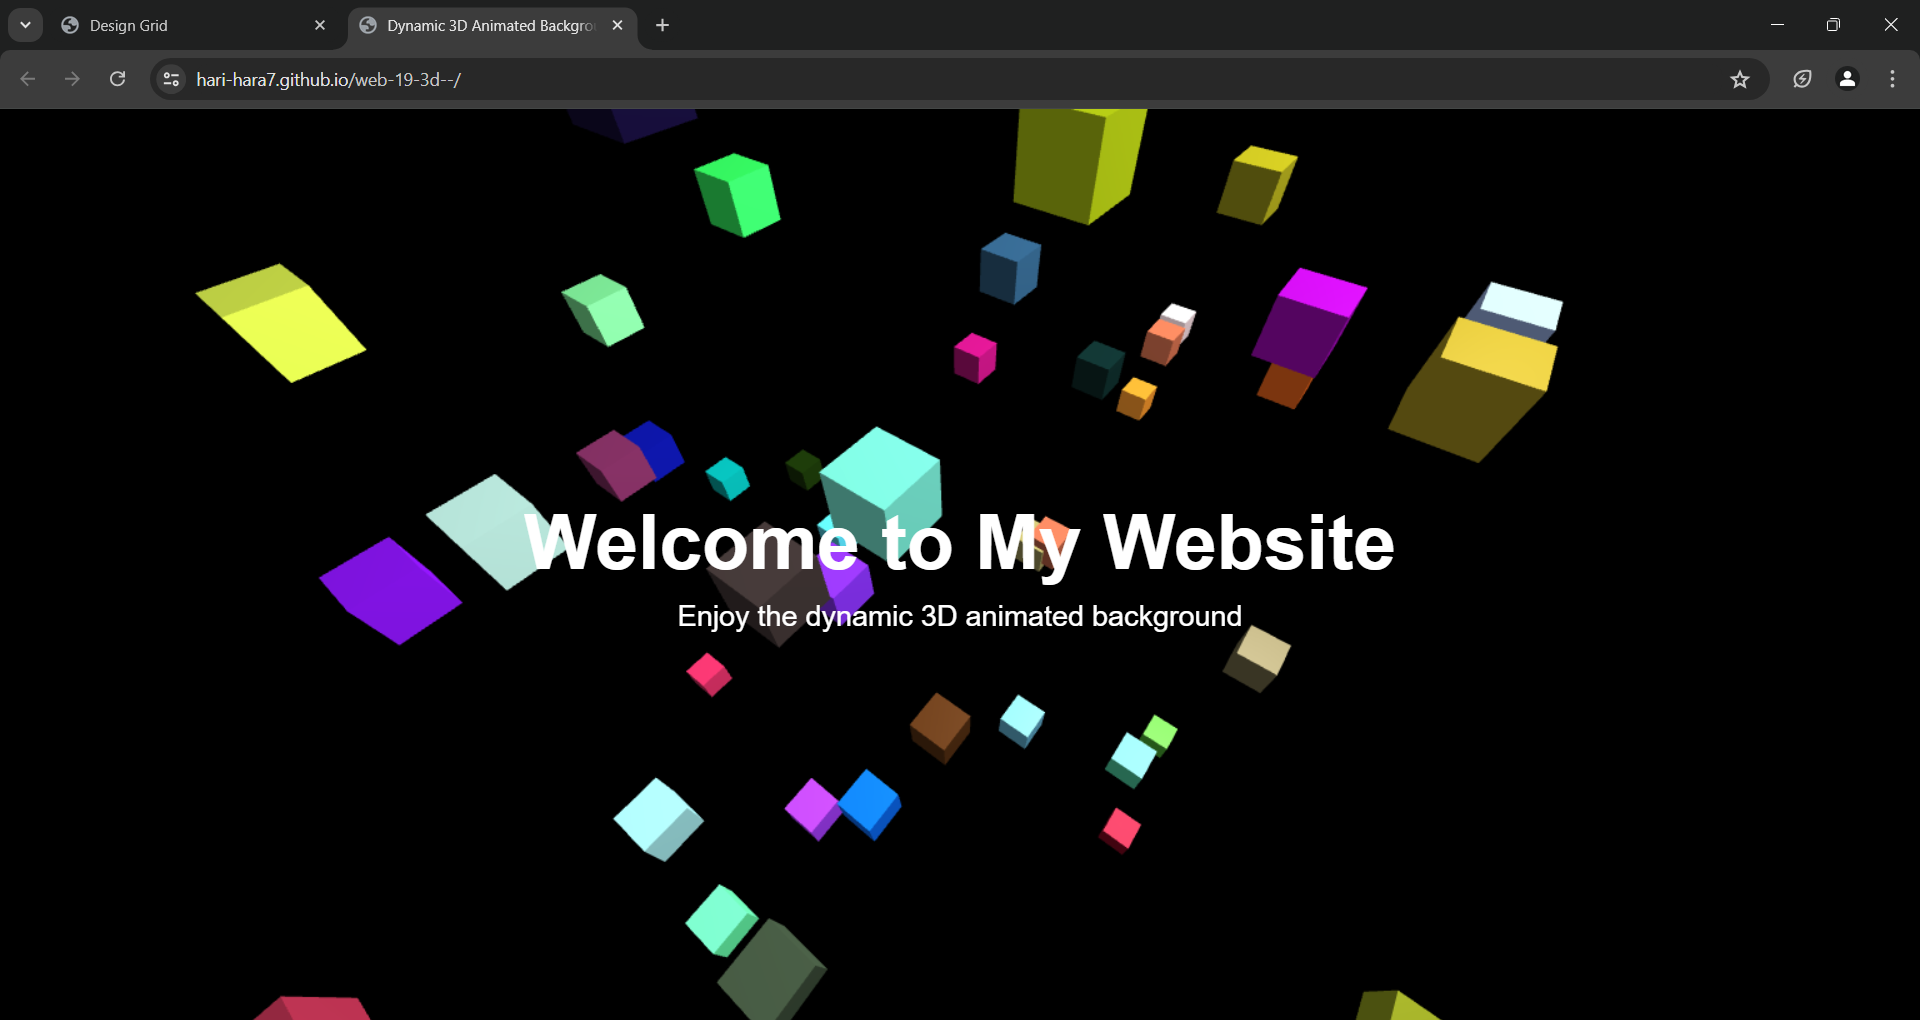 Design Grid
Dynamic 3D Animated Backgro
hari-hara7.github.io/web-19-3d--/
Welcome to My Website
Enjoy the dynamic 3D animated background